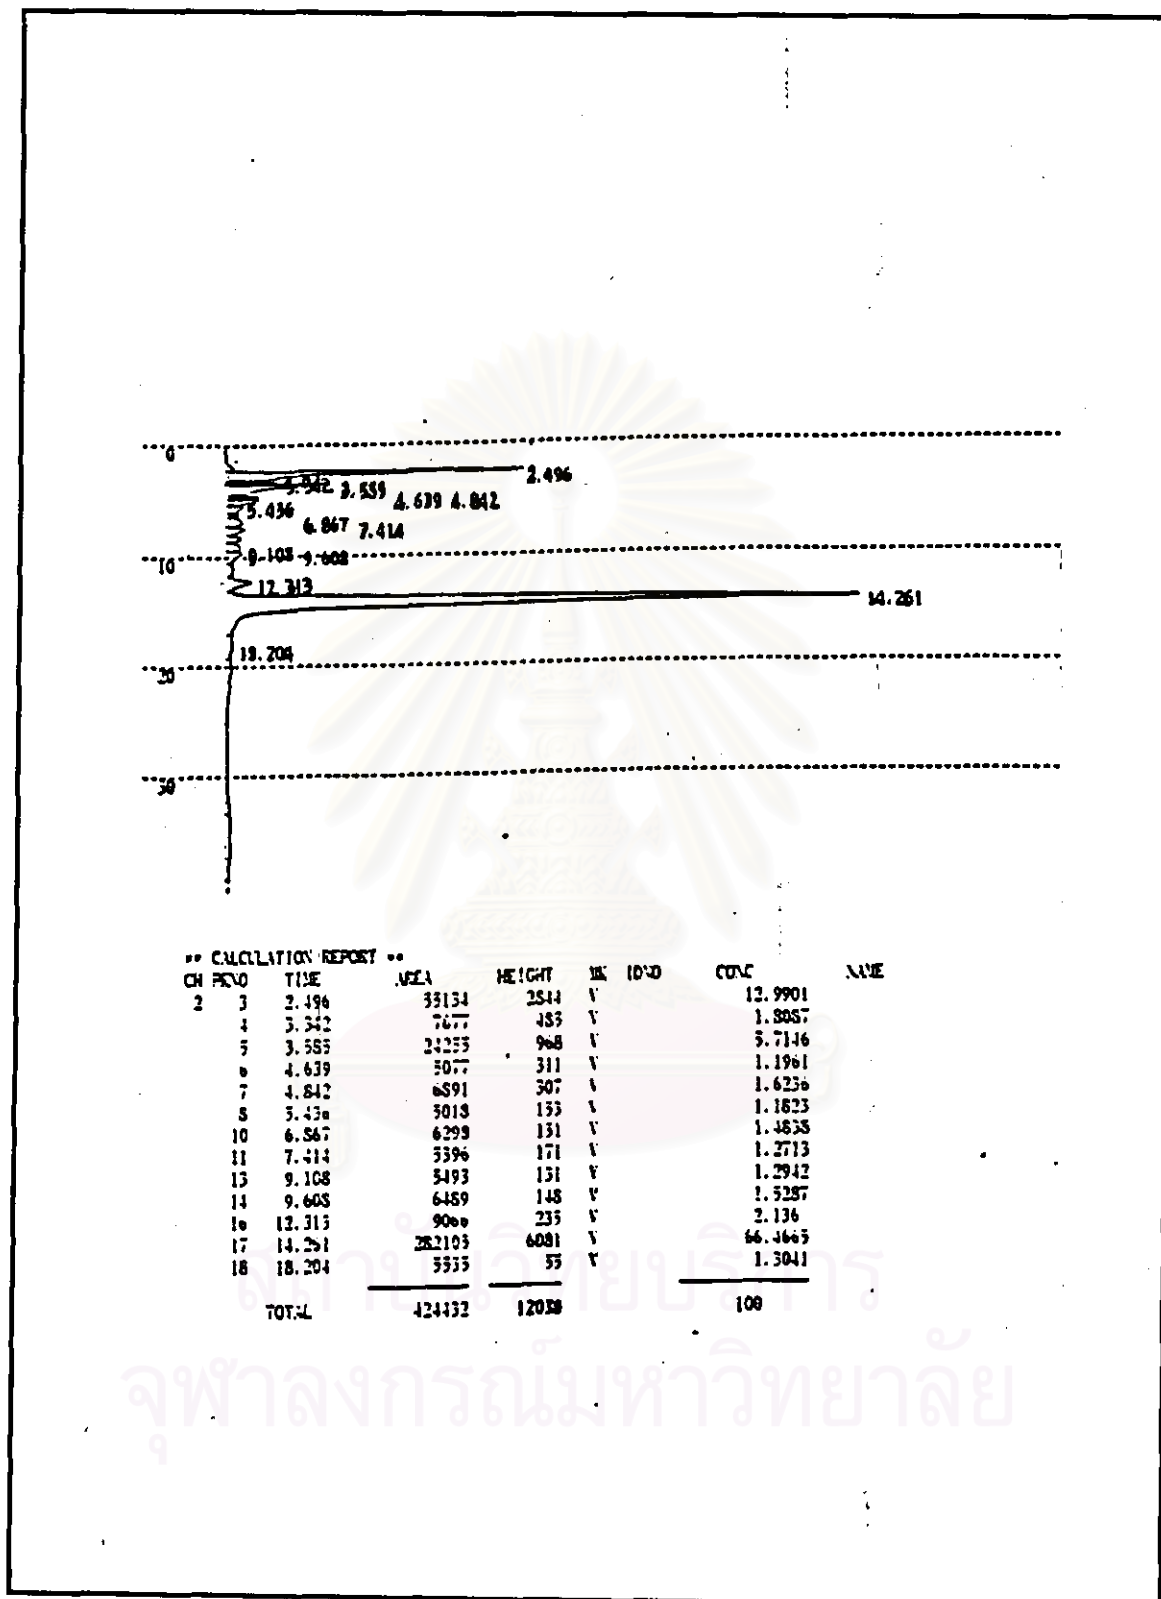 0
2.496
3.342 3.555
4.639 4.842
5.436
6.867 7.414
9.108 9.608
10
12.313
14.261
18.204
20
30
** CALCULATION REPORT **
CH PKNO TIME AREA HEIGHT MK IDNO CONC NAME
2 3 2.496 55134 2844 V 12.9901
4 3.342 7677 485 V 1.8087
5 3.555 24255 968 V 5.7146
6 4.639 5077 311 V 1.1961
7 4.842 6891 307 V 1.6236
8 5.436 5018 155 V 1.1823
10 6.867 6298 151 V 1.4838
11 7.414 5396 171 V 1.2713
13 9.108 5493 131 V 1.2942
14 9.608 6489 148 V 1.5287
16 12.313 9066 235 V 2.136
17 14.261 282103 6081 V 66.4665
18 18.204 5535 55 V 1.3041
TOTAL 424432 12038 100
สถาบันวิทยบริการ
จุฬาลงกรณ์มหาวิทยาลัย